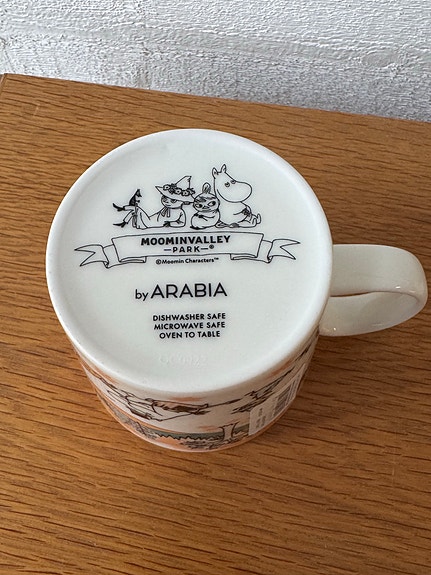 MOOMINVALLEY
—PARK—®
©Moomin Characters™
by ARABIA
DISHWASHER SAFE
MICROWAVE SAFE
OVEN TO TABLE